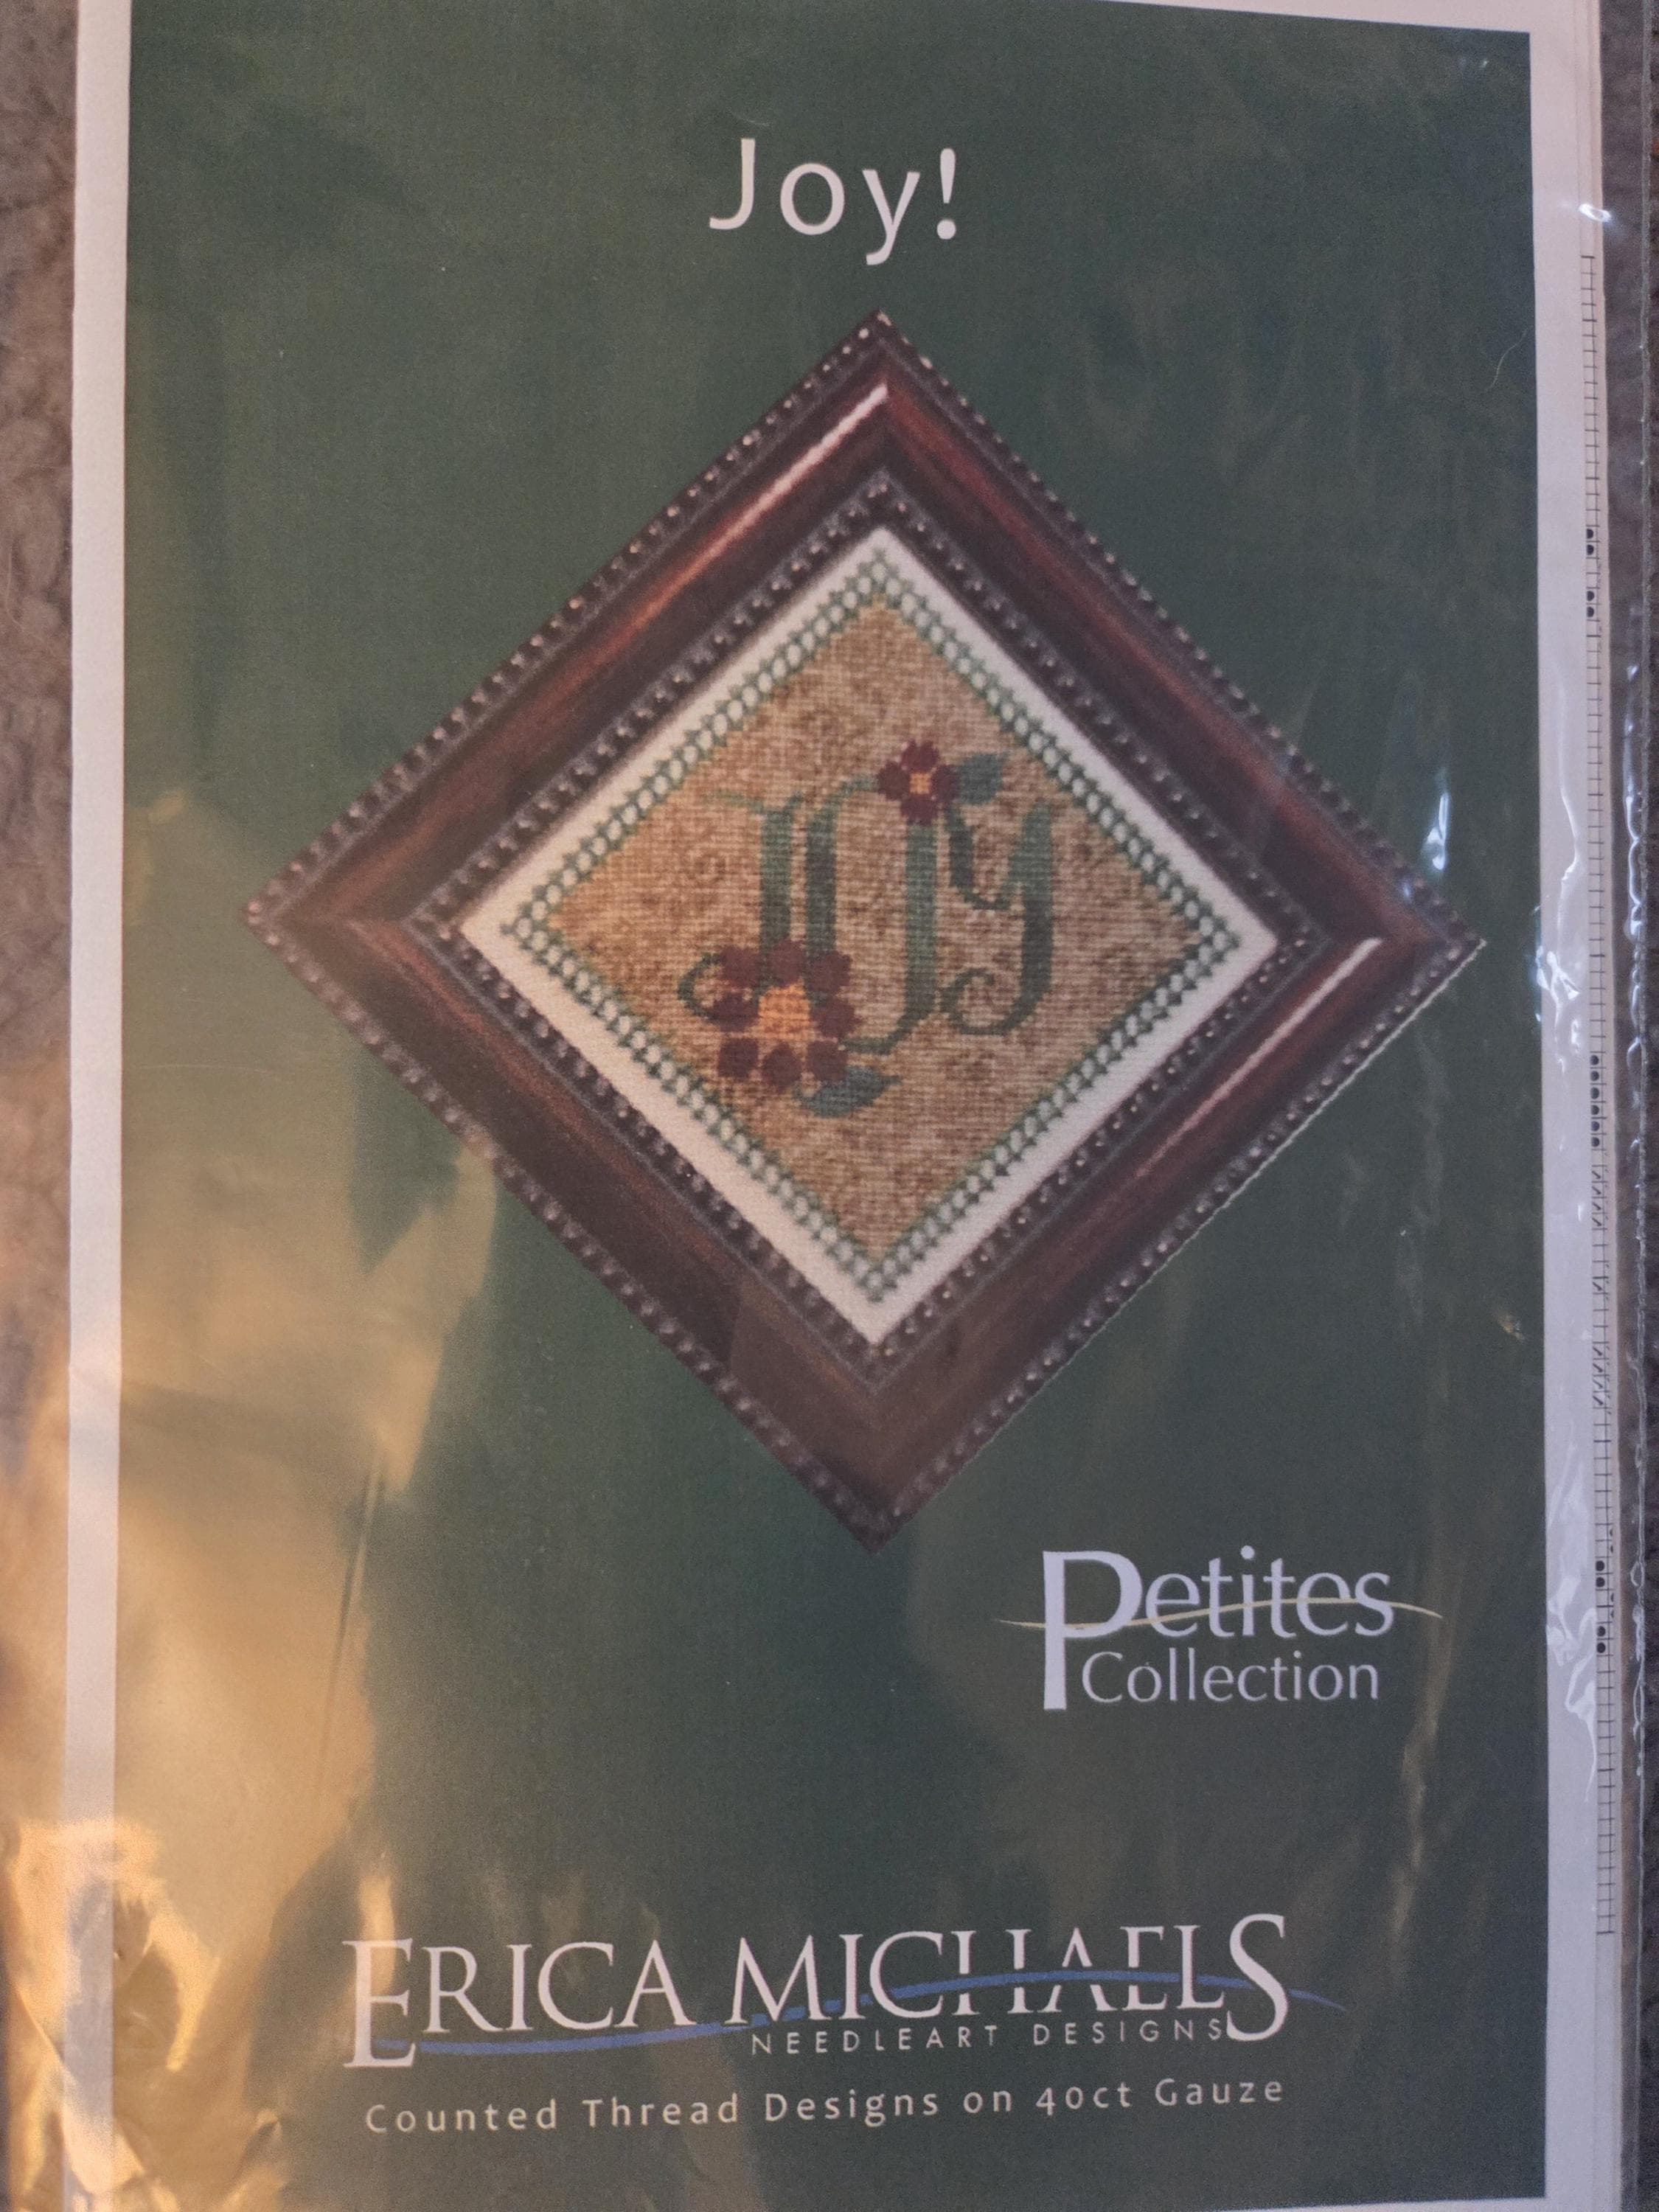 Joy!
JOY
Petites
Collection
ERICA MICHAELS
NEEDLEART DESIGNS
Counted Thread Designs on 40ct Gauze